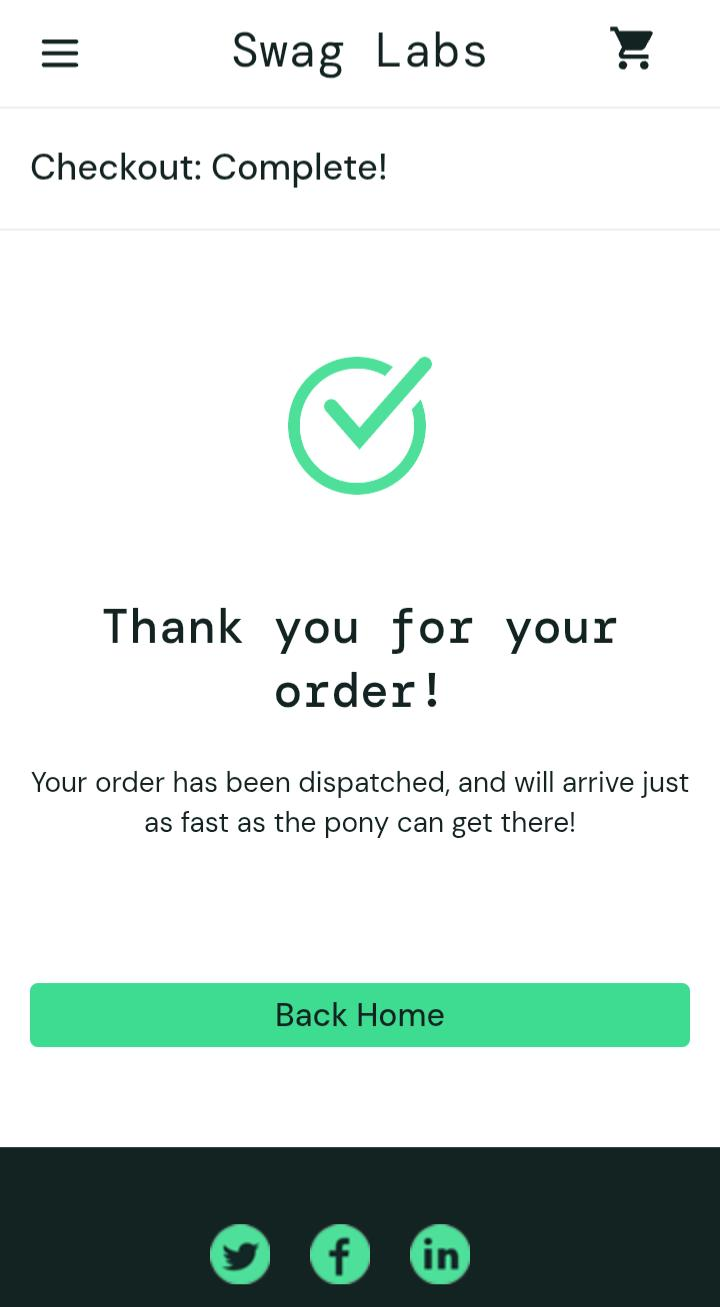 Swag Labs
Checkout: Complete!
Thank you for your
order!
Your order has been dispatched, and will arrive just
as fast as the pony can get there!
Back Home